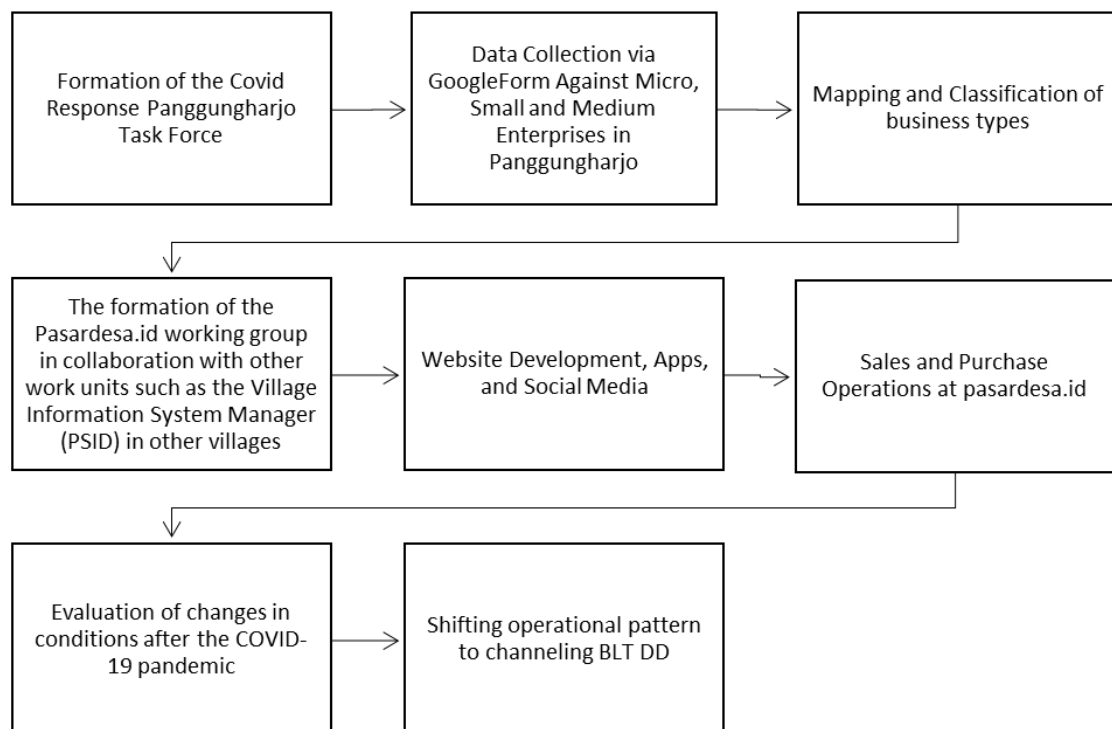 Formation of the Covid
Response Panggungharjo
Task Force
Data Collection via
GoogleForm Against Micro,
Small and Medium
Enterprises in
Panggungharjo
Mapping and Classification of
business types
The formation of the
Pasardesa.id working group
in collaboration with other
work units such as the Village
Information System Manager
(PSID) in other villages
Website Development, Apps,
and Social Media
Sales and Purchase
Operations at pasardesa.id
Evaluation of changes in
conditions after the COVID-
19 pandemic
Shifting operational pattern
to channeling BLT DD